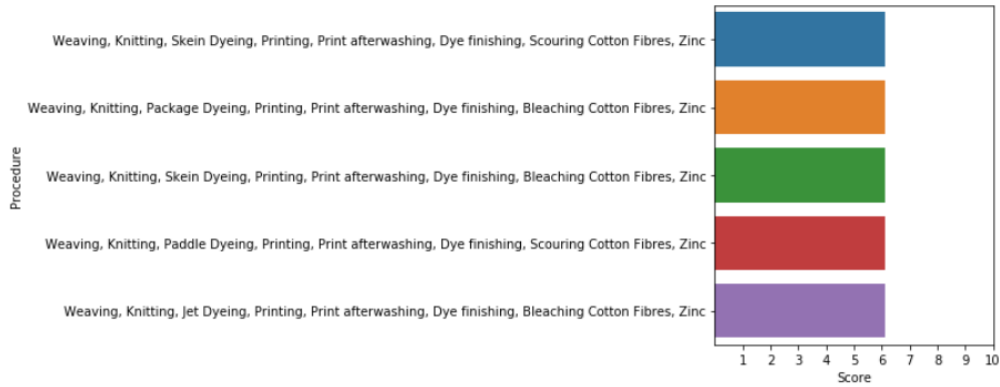 Weaving, Knitting, Skein Dyeing, Printing, Print afterwashing, Dye finishing, Scouring Cotton Fibres, Zinc
Weaving, Knitting, Package Dyeing, Printing, Print afterwashing, Dye finishing, Bleaching Cotton Fibres, Zinc
Procedure
Weaving, Knitting, Skein Dyeing, Printing, Print afterwashing, Dye finishing, Bleaching Cotton Fibres, Zinc
Weaving, Knitting, Paddle Dyeing, Printing, Print afterwashing, Dye finishing, Scouring Cotton Fibres, Zinc
Weaving, Knitting, Jet Dyeing, Printing, Print afterwashing, Dye finishing, Bleaching Cotton Fibres, Zinc
1 2 3 4 5 6 7 8 9 10
Score